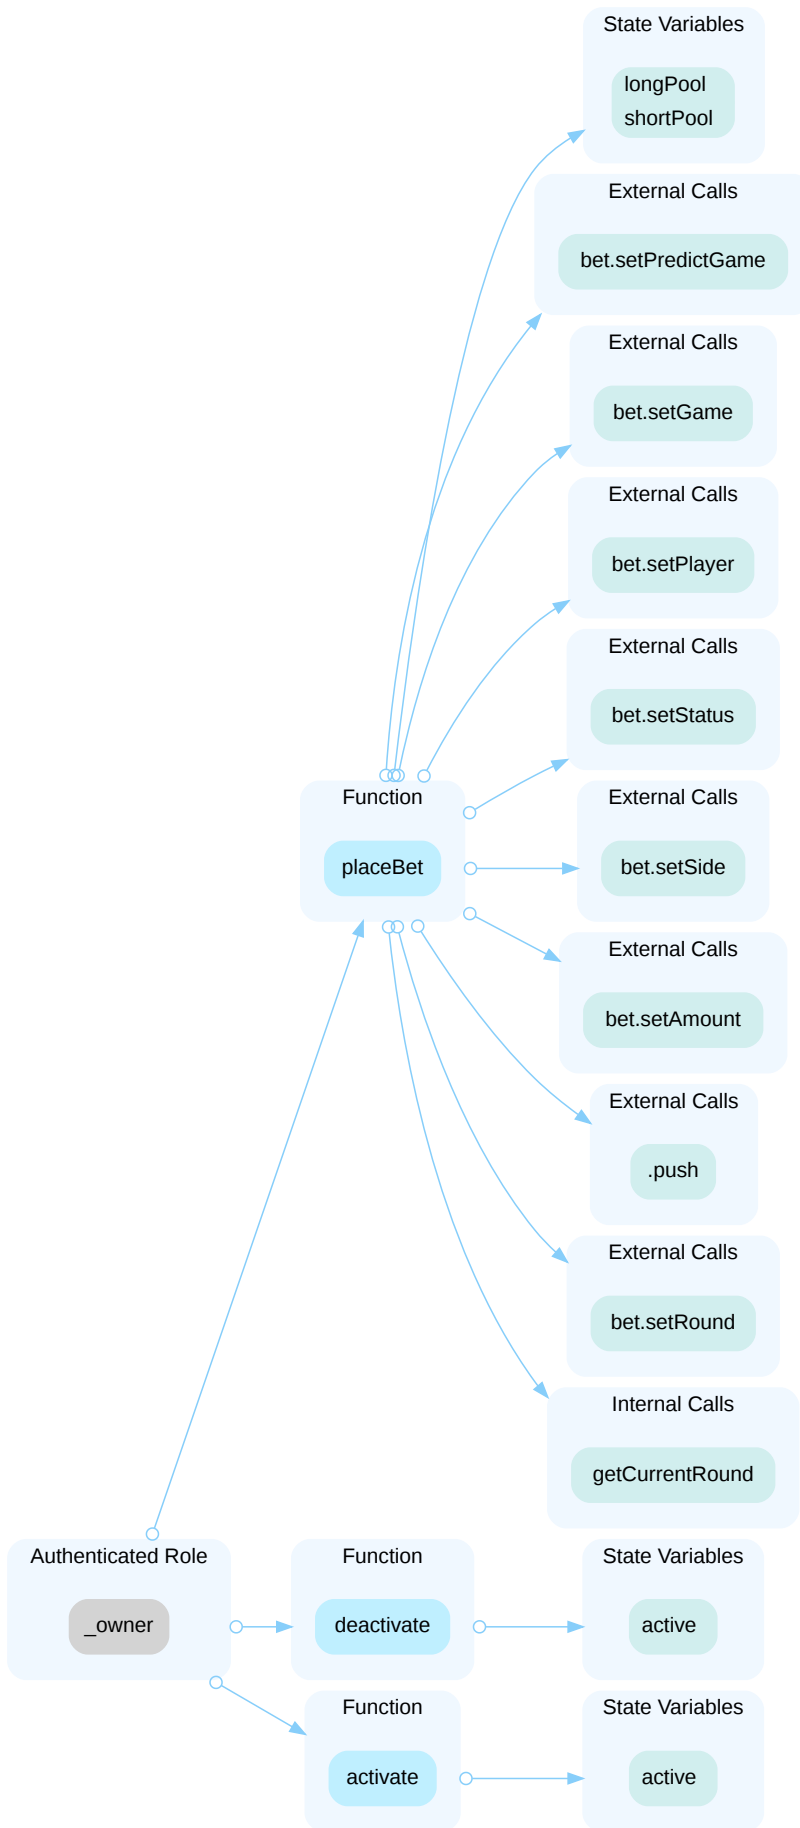 State Variables
longPool
shortPool
External Calls
bet.setPredictGame
External Calls
bet.setGame
External Calls
bet.setPlayer
External Calls
bet.setStatus
Function
placeBet
External Calls
bet.setSide
External Calls
bet.setAmount
External Calls
.push
External Calls
bet.setRound
Internal Calls
getCurrentRound
Authenticated Role
_owner
Function
deactivate
State Variables
active
Function
activate
State Variables
active